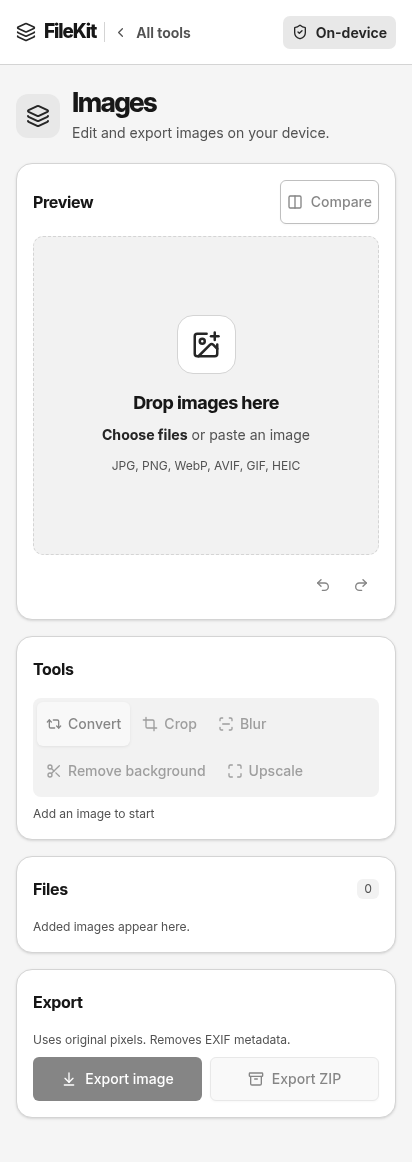 FileKit
All tools
On-device
Images
Edit and export images on your device.
Preview
Compare
Drop images here
Choose files or paste an image
JPG, PNG, WebP, AVIF, GIF, HEIC
Tools
Convert
Crop
Blur
Remove background
Upscale
Add an image to start
Files
0
Added images appear here.
Export
Uses original pixels. Removes EXIF metadata.
Export image
Export ZIP